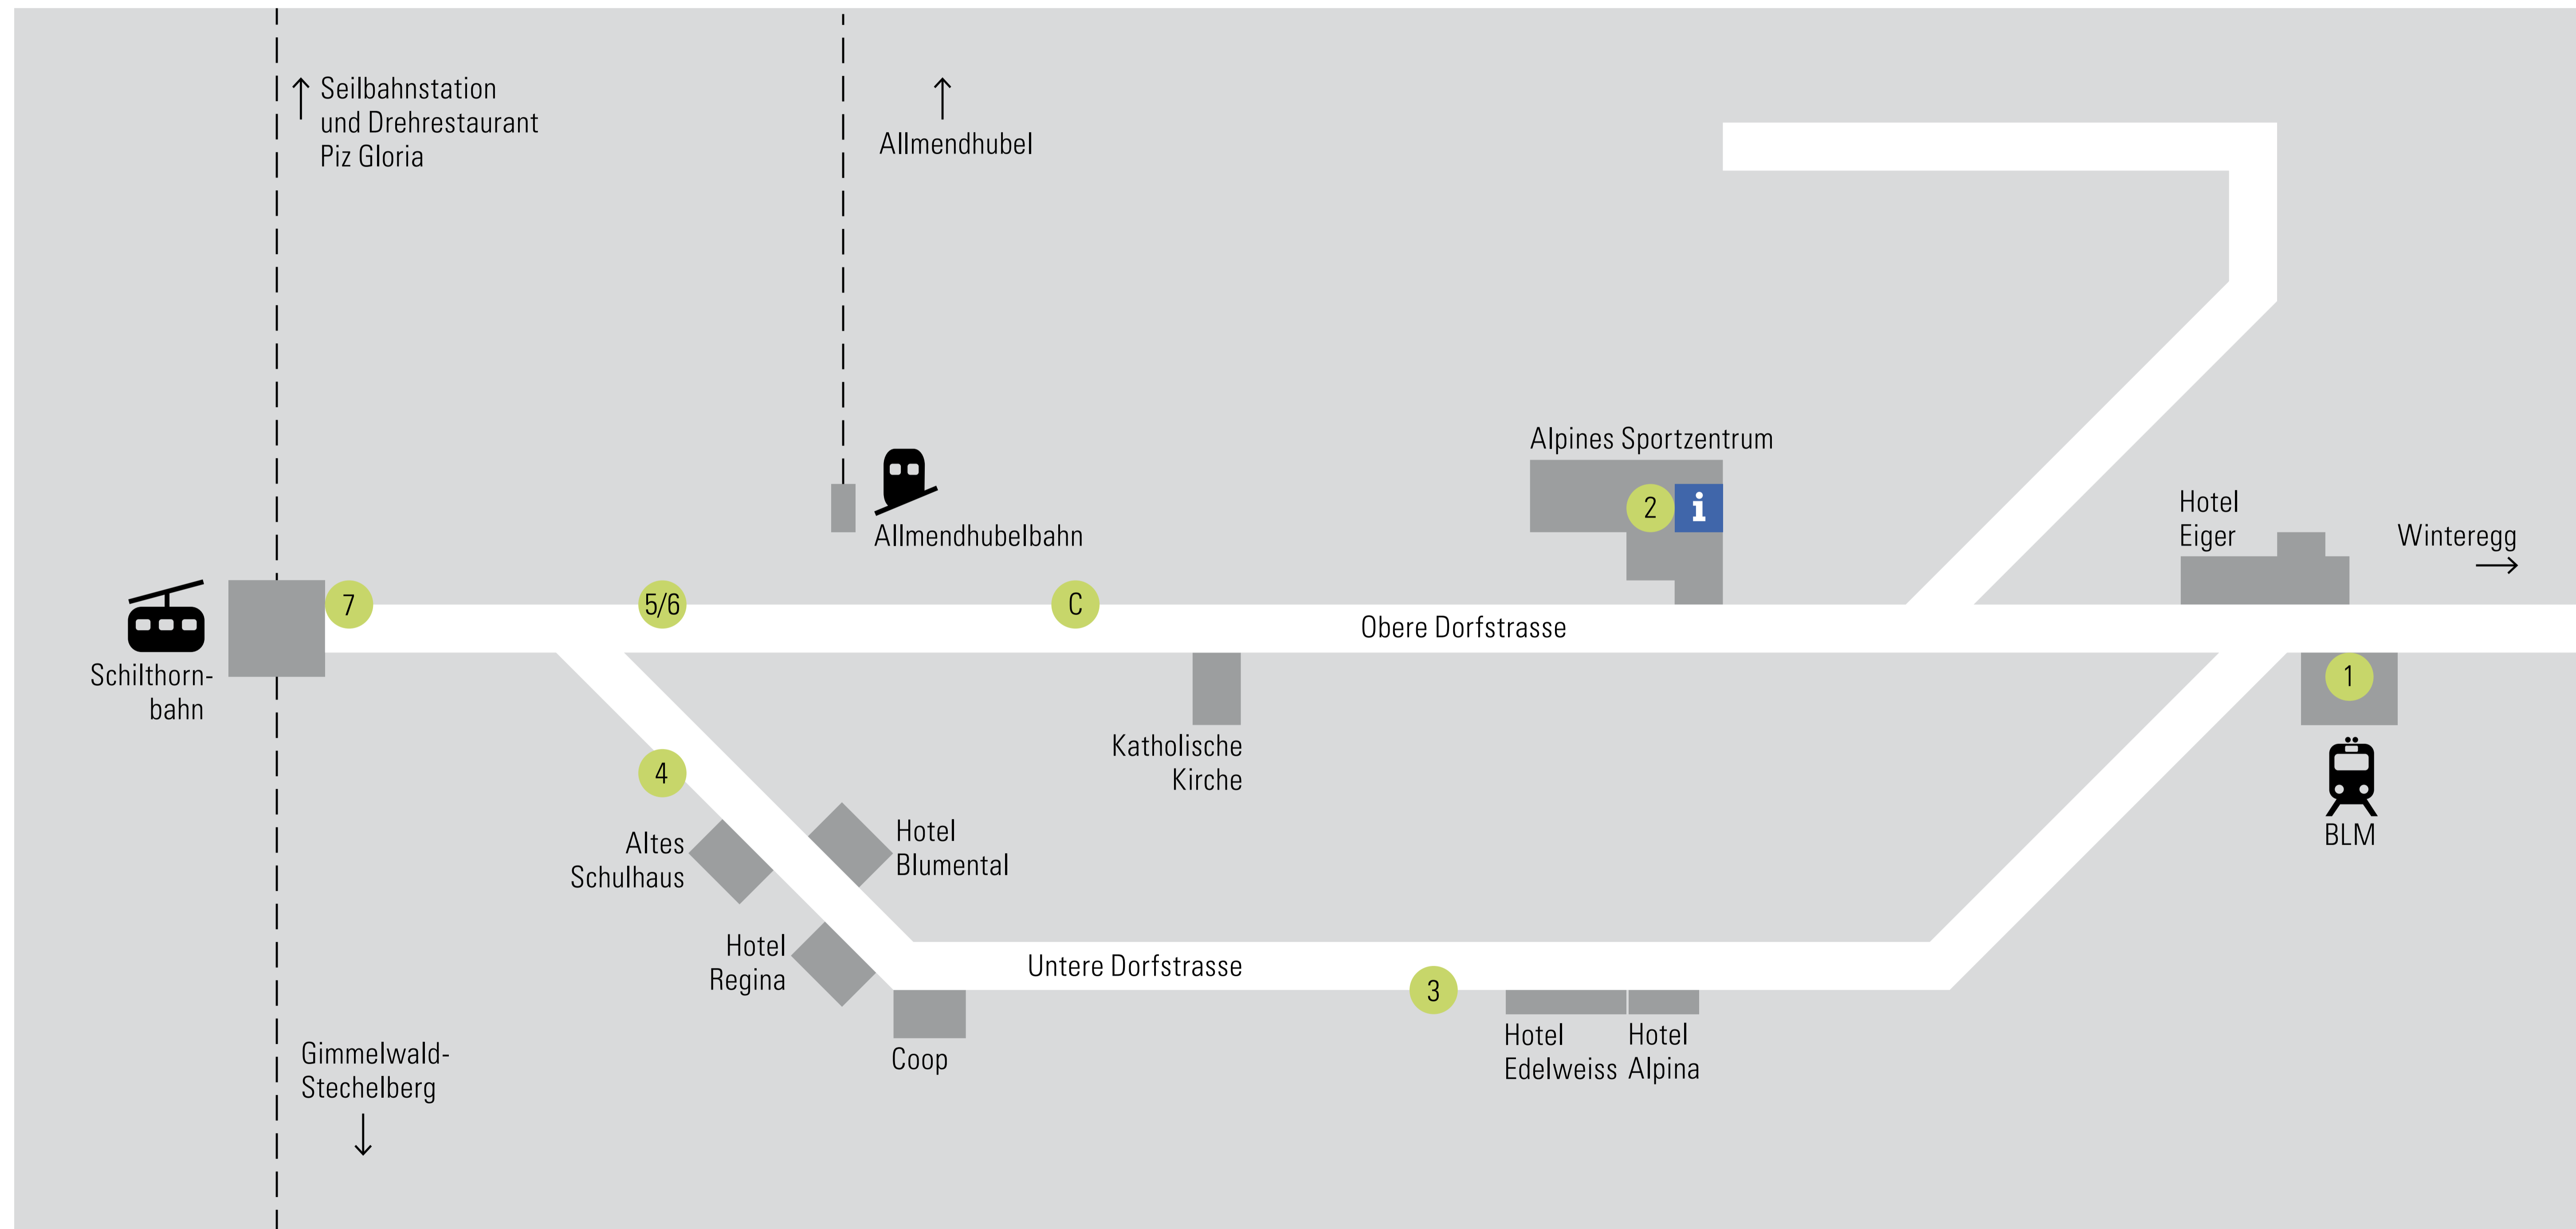 Seilbahnstation
und Drehrestaurant
Piz Gloria
Allmendhubel
Alpines Sportzentrum
2
i
Hotel
Eiger
Winteregg
Allmendhubelbahn
7
5/6
C
Obere Dorfstrasse
Schilthorn-
bahn
1
BLM
Katholische
Kirche
4
Altes
Schulhaus
Hotel
Blumental
Hotel
Regina
Untere Dorfstrasse
3
Coop
Hotel
Edelweiss
Hotel
Alpina
Gimmelwald-
Stechelberg